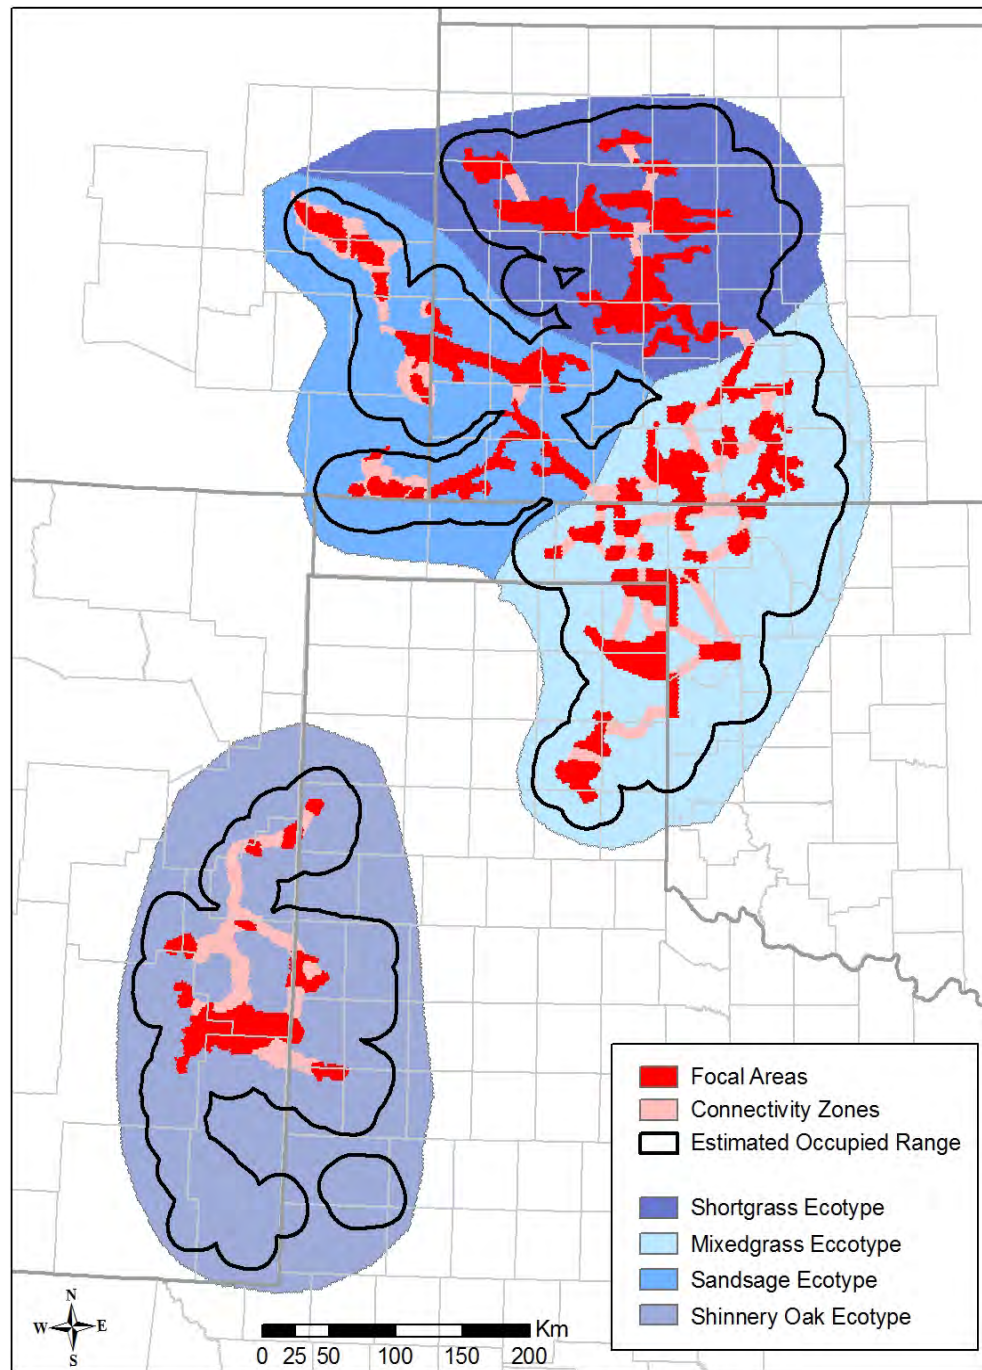 Focal Areas
Connectivity Zones
Estimated Occupied Range
Shortgrass Ecotype
Mixedgrass Eccotype
Sandsage Ecotype
Shinnery Oak Ecotype
N
W E
S
Km
0 25 50 100 150 200